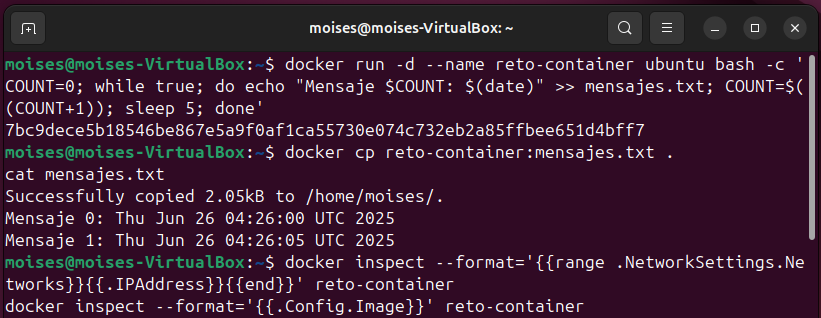 moises@moises-VirtualBox: ~
moises@moises-VirtualBox:~$ docker run -d --name reto-container ubuntu bash -c '
COUNT=0; while true; do echo "Mensaje $COUNT: $(date)" >> mensajes.txt; COUNT=$(
(COUNT+1)); sleep 5; done'
7bc9dece5b18546be867e5a9f0af1ca55730e074c732eb2a85ffbee651d4bff7
moises@moises-VirtualBox:~$ docker cp reto-container:mensajes.txt .
cat mensajes.txt
Successfully copied 2.05kB to /home/moises/.
Mensaje 0: Thu Jun 26 04:26:00 UTC 2025
Mensaje 1: Thu Jun 26 04:26:05 UTC 2025
moises@moises-VirtualBox:~$ docker inspect --format='{{range .NetworkSettings.Ne
tworks}}{{.IPAddress}}{{end}}' reto-container
docker inspect --format='{{.Config.Image}}' reto-container